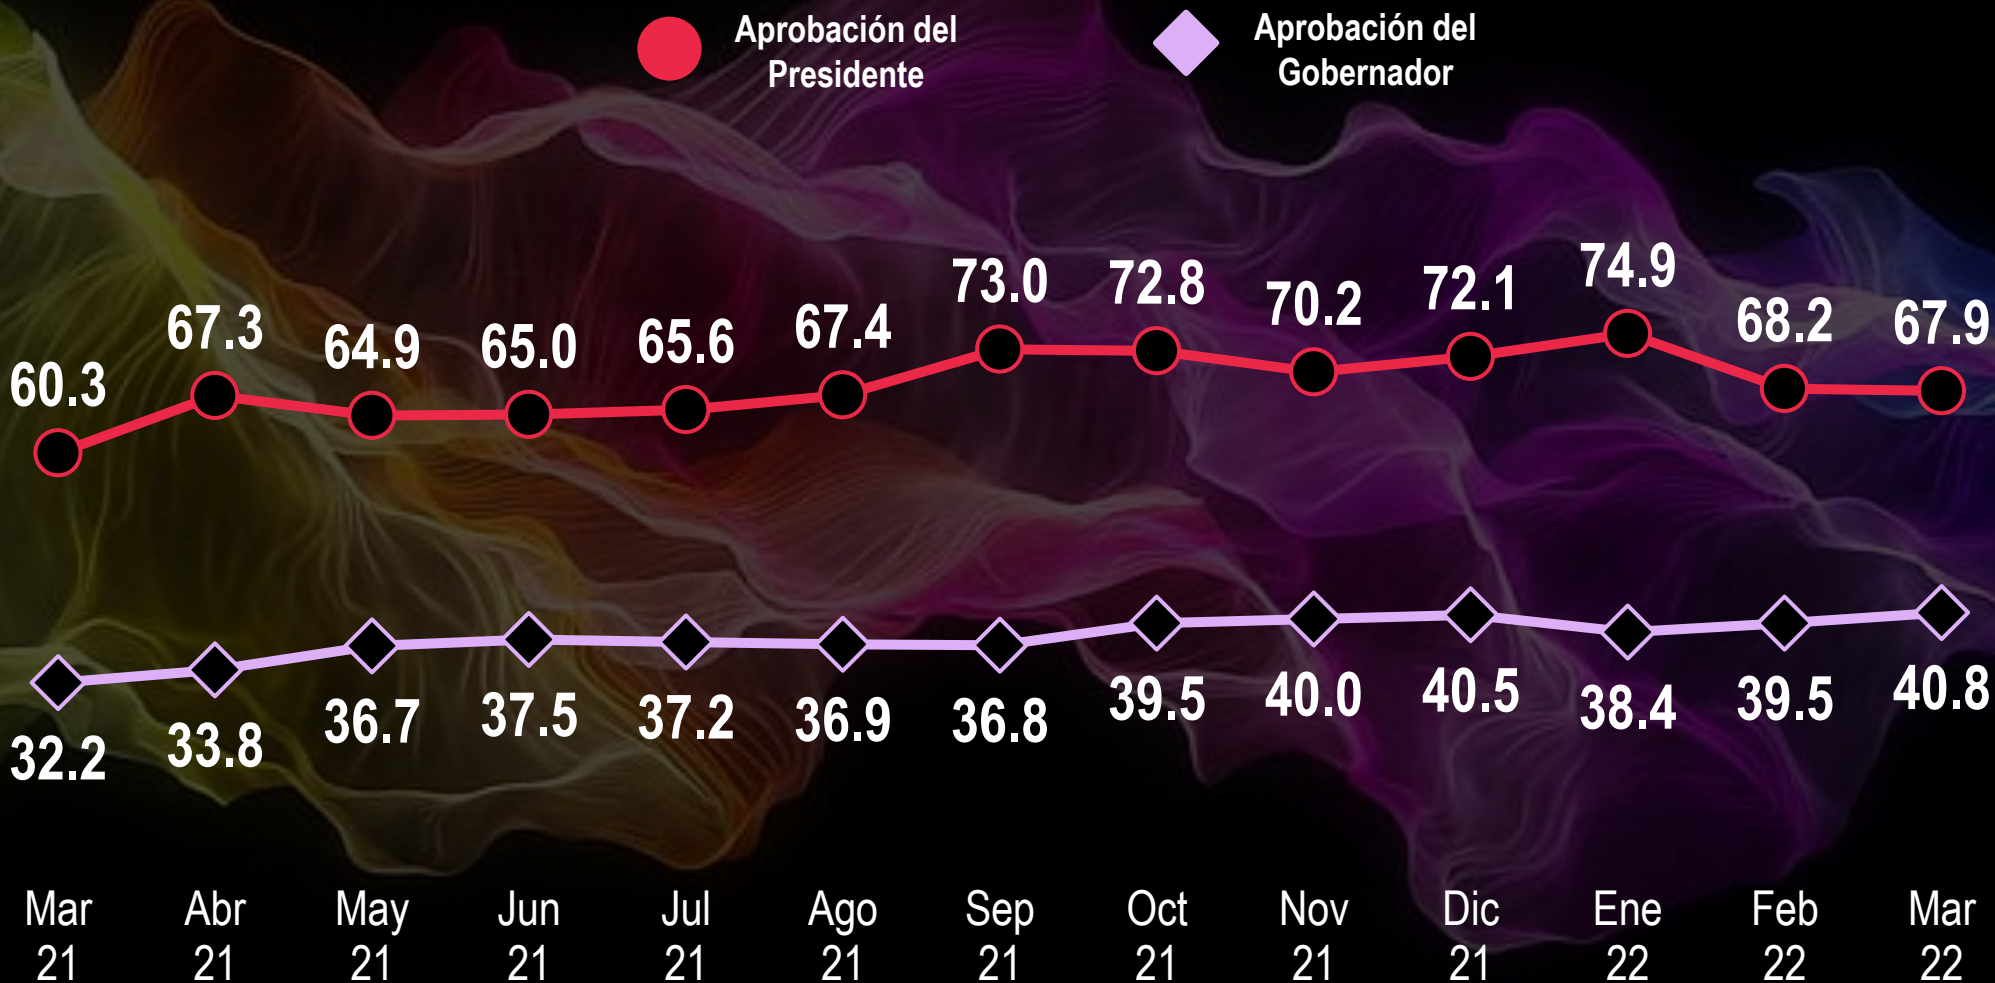 Aprobación del
Presidente
Aprobación del
Gobernador
60.3 67.3 64.9 65.0 65.6 67.4 73.0 72.8 70.2 72.1 74.9 68.2 67.9
32.2 33.8 36.7 37.5 37.2 36.9 36.8 39.5 40.0 40.5 38.4 39.5 40.8
Mar Abr May Jun Jul Ago Sep Oct Nov Dic Ene Feb Mar
21 21 21 21 21 21 21 21 21 21 22 22 22